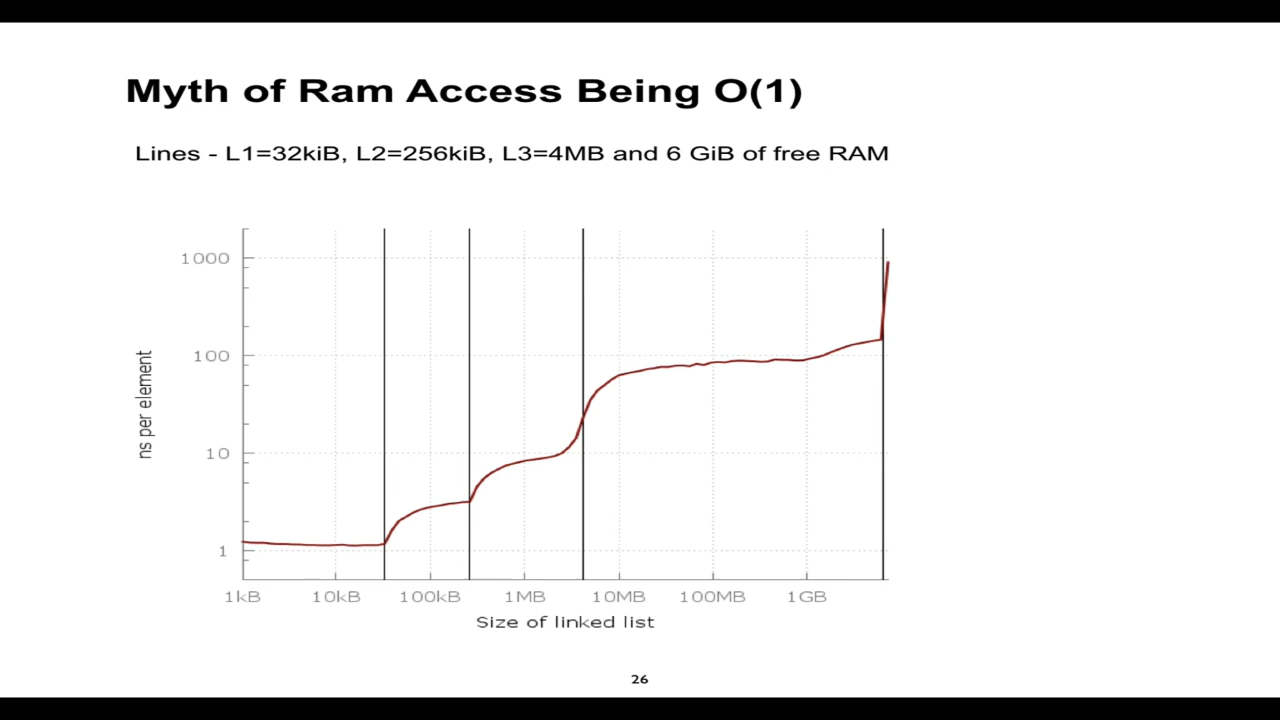 Myth of Ram Access Being O(1)
Lines - L1=32kiB, L2=256kiB, L3=4MB and 6 GiB of free RAM
1000
100
10
1
ns per element
1kB 10kB 100kB 1MB 10MB 100MB 1GB
Size of linked list
26